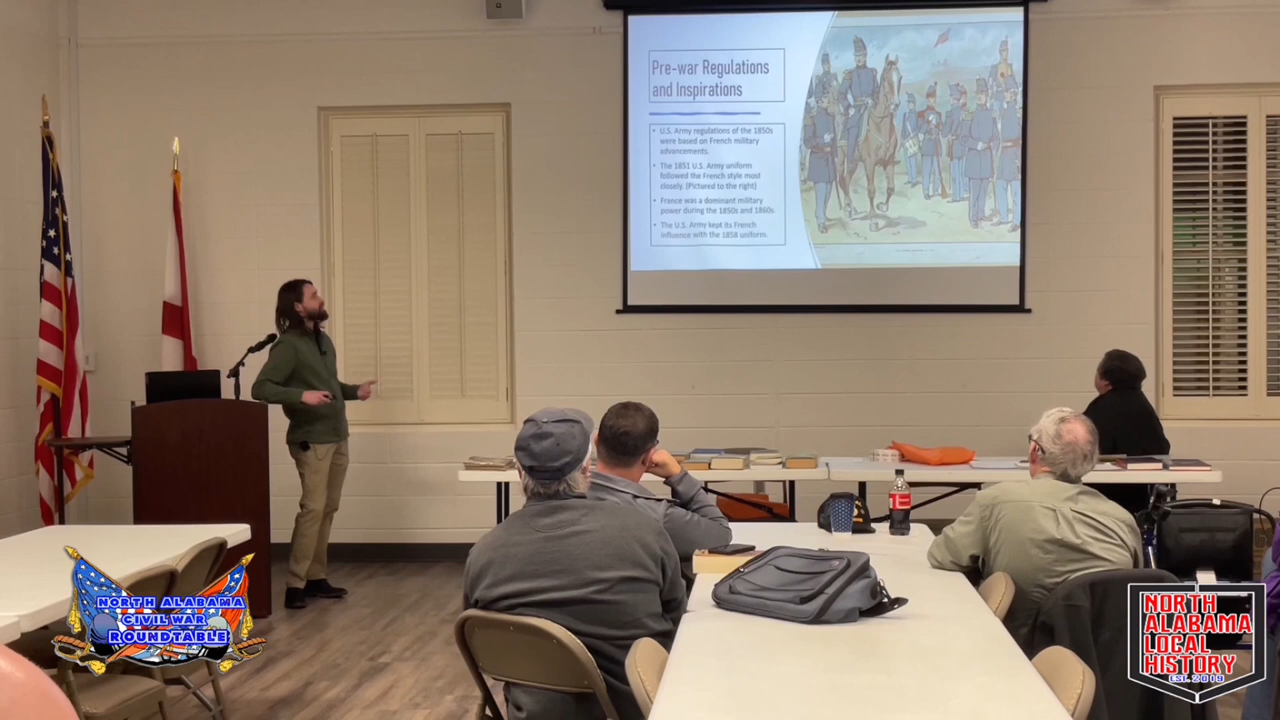 Pre-war Regulations
and Inspirations
• U.S. Army regulations of the 1850s
were based on French military
advancements.
• The 1851 U.S. Army uniform
followed the French style most
closely. (Pictured to the right)
• France was a dominant military
power during the 1850s and 1860s.
• The U.S. Army kept its French
influence with the 1858 uniform.
NORTH ALABAMA
CIVIL WAR
ROUNDTABLE
NORTH
ALABAMA
LOCAL
HISTORY
EST. 2019